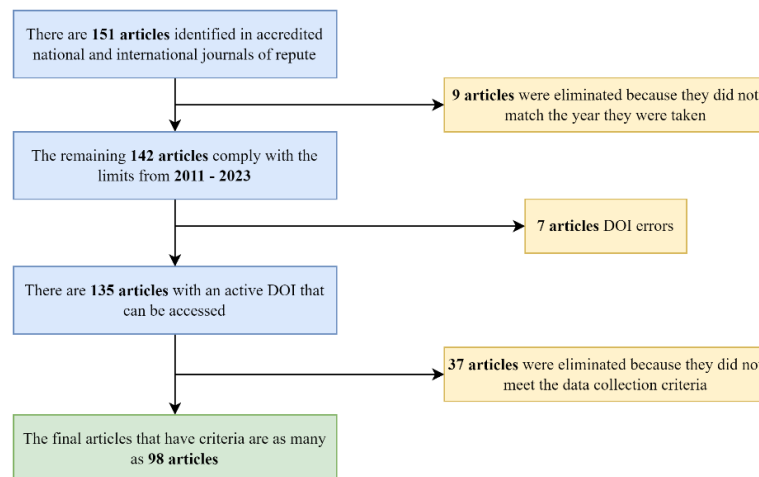 There are 151 articles identified in accredited
national and international journals of repute
9 articles were eliminated because they did not
match the year they were taken
The remaining 142 articles comply with the
limits from 2011 - 2023
7 articles DOI errors
There are 135 articles with an active DOI that
can be accessed
37 articles were eliminated because they did not
meet the data collection criteria
The final articles that have criteria are as many
as 98 articles